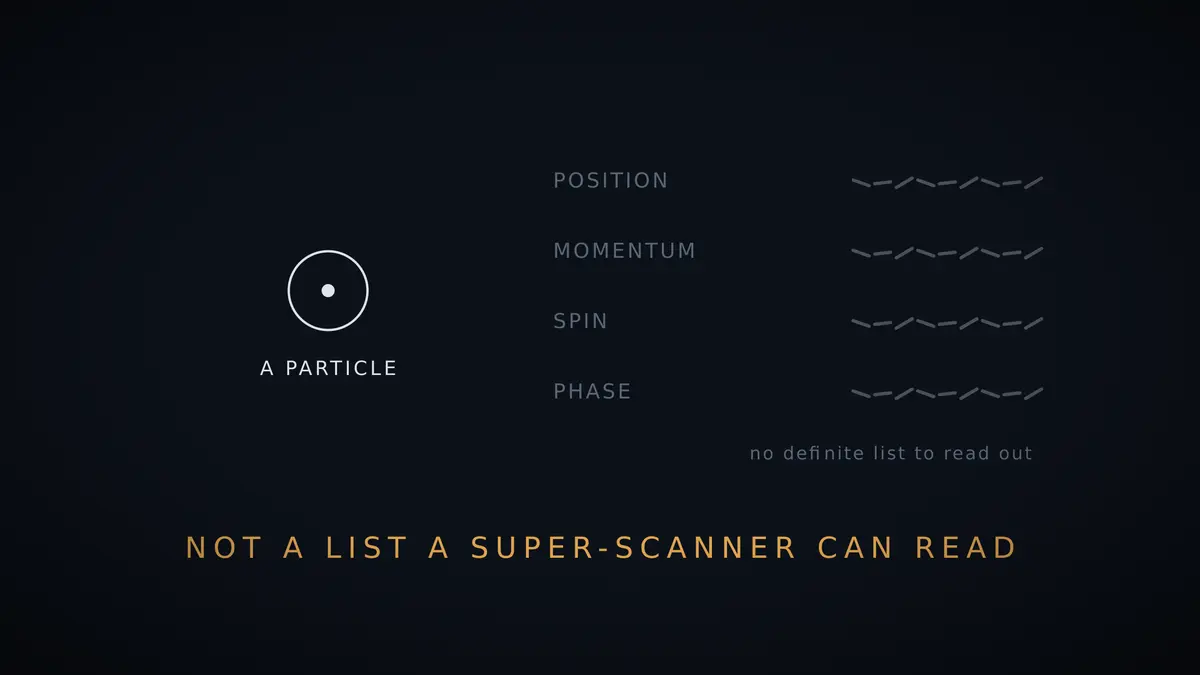 POSITION
MOMENTUM
SPIN
A PARTICLE
PHASE
no definite list to read out
NOT A LIST A SUPER-SCANNER CAN READ